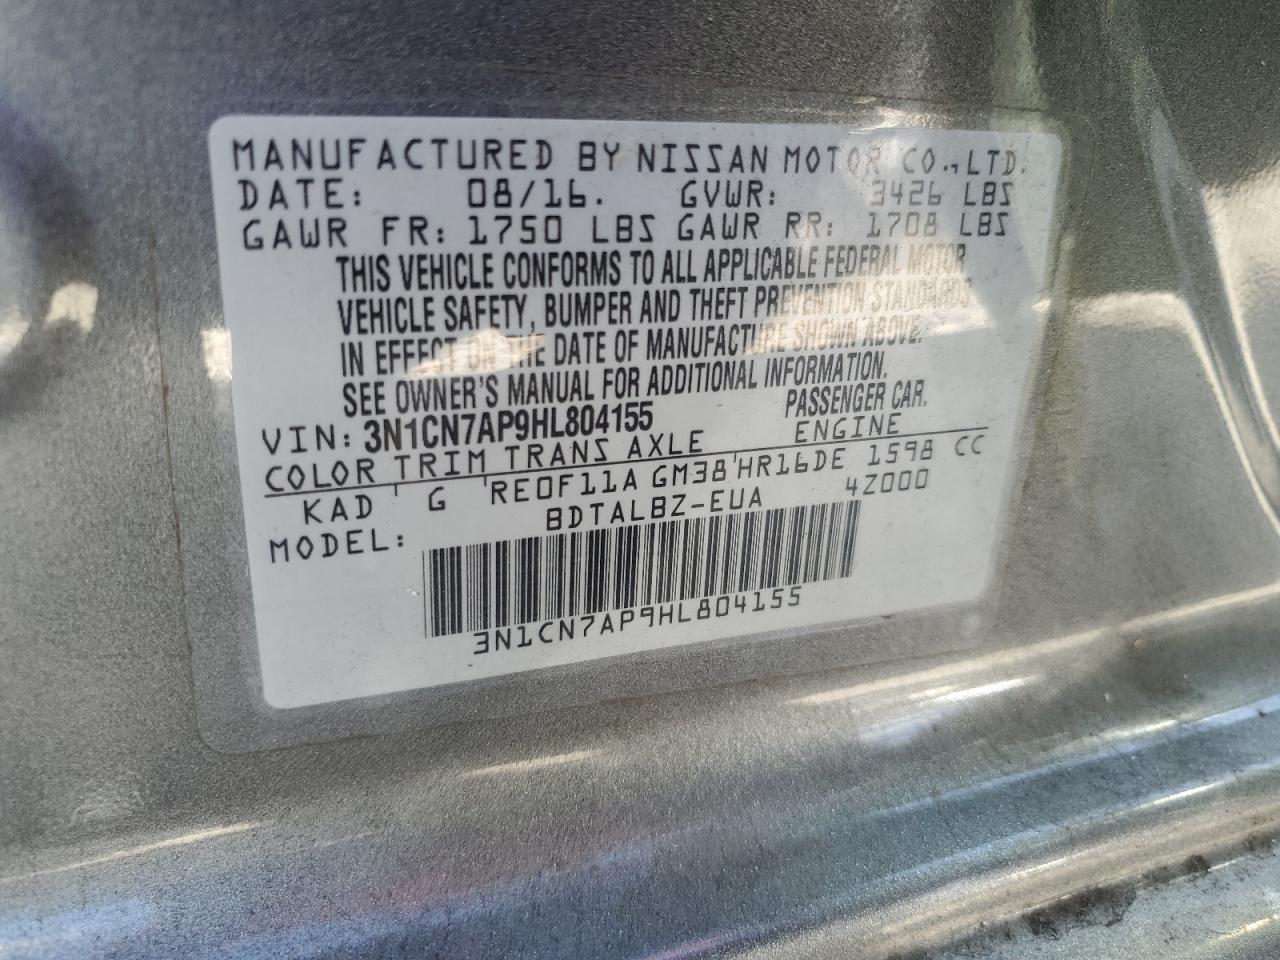 MANUFACTURED BY NISSAN MOTOR CO.,LTD.
DATE: 08/16. GVWR: 3426 LBS
GAWR FR: 1750 LBS GAWR RR: 1708 LBS
THIS VEHICLE CONFORMS TO ALL APPLICABLE FEDERAL MOTOR
VEHICLE SAFETY, BUMPER AND THEFT PREVENTION STANDARDS
IN EFFECT ON THE DATE OF MANUFACTURE SHOWN ABOVE.
SEE OWNER'S MANUAL FOR ADDITIONAL INFORMATION.
VIN: 3N1CN7AP9HL804155 PASSENGER CAR.
COLOR TRIM TRANS AXLE ENGINE
KAD G RE0F11A GM38 HR16DE 1598 CC
MODEL: BDTALBZ-EUA 4Z000
3N1CN7AP9HL804155